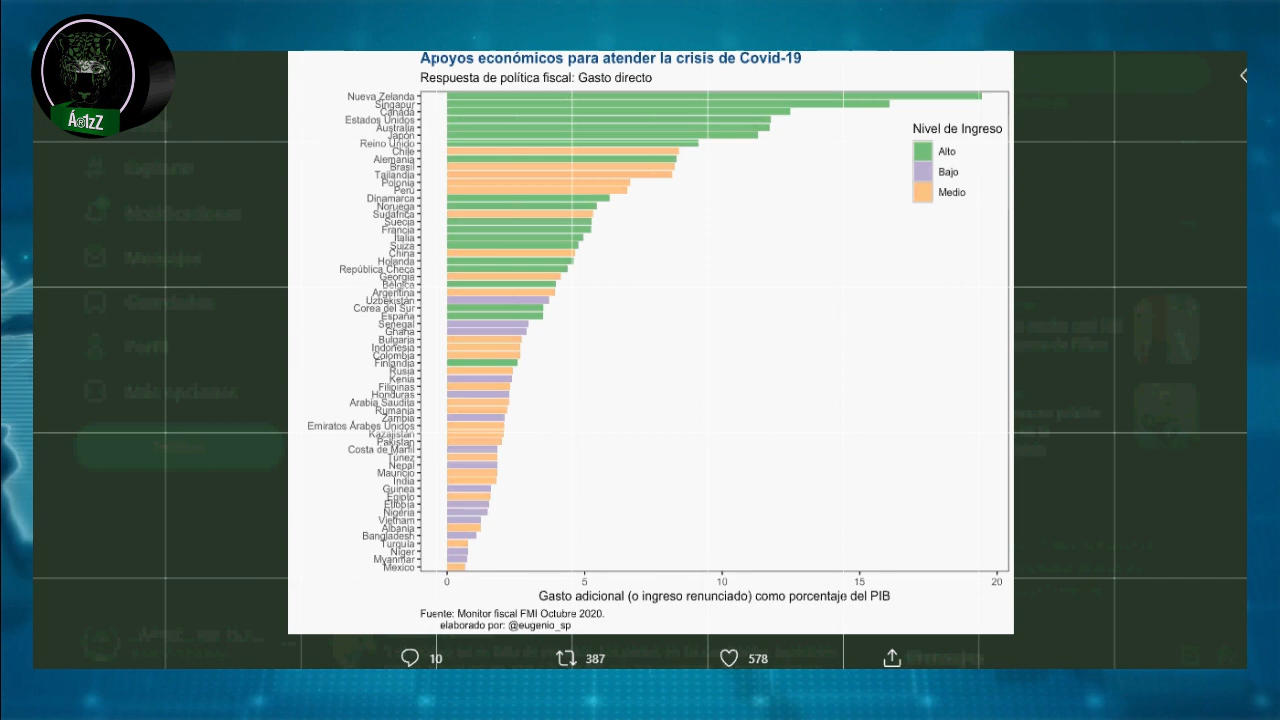 Apoyos económicos para atender la crisis de Covid-19
Respuesta de política fiscal: Gasto directo
Nueva Zelanda
Singapur
Canadá
Estados Unidos
Australia
Japón
Reino Unido
Chile
Alemania
Brasil
Tailandia
Polonia
Perú
Dinamarca
Noruega
Sudáfrica
Suecia
Francia
Italia
Suiza
China
Holanda
República Checa
Georgia
Bélgica
Argentina
Uzbekistán
Corea del Sur
España
Senegal
Ghana
Bulgaria
Indonesia
Colombia
Finlandia
Rusia
Kenia
Filipinas
Honduras
Arabia Saudita
Rumania
Zambia
Emiratos Árabes Unidos
Kazajistán
Pakistán
Costa de Marfil
Túnez
Nepal
Mauricio
India
Guinea
Egipto
Etiopía
Nigeria
Vietnam
Albania
Bangladesh
Turquía
Níger
Myanmar
México
Nivel de Ingreso
Alto
Bajo
Medio
0 5 10 15 20
Gasto adicional (o ingreso renunciado) como porcentaje del PIB
Fuente: Monitor fiscal FMI Octubre 2020.
elaborado por: @eugenio_sp
10 387 578
Notificaciones
Mensajes
Perfil
Más opciones